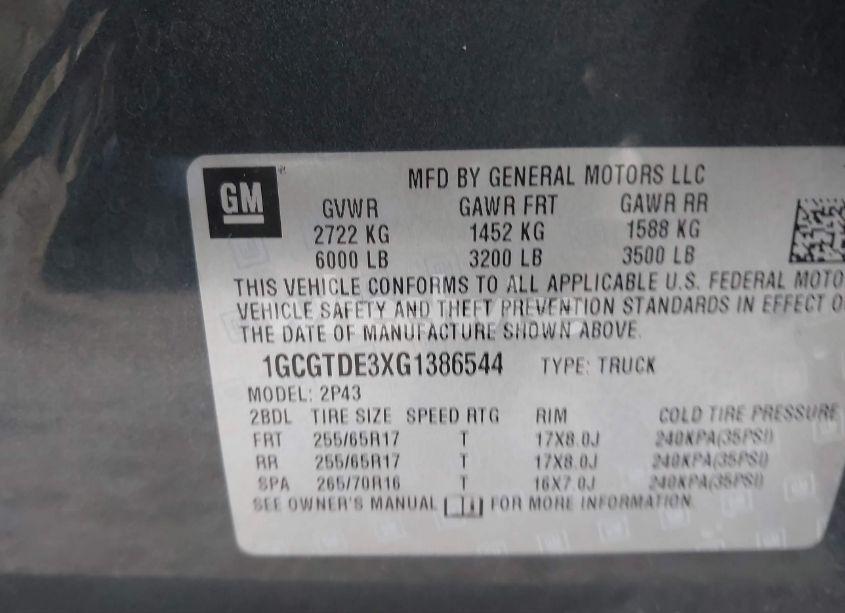 GM
MFD BY GENERAL MOTORS LLC
GVWR GAWR FRT GAWR RR
2722 KG 1452 KG 1588 KG
6000 LB 3200 LB 3500 LB
THIS VEHICLE CONFORMS TO ALL APPLICABLE U.S. FEDERAL MOTO
VEHICLE SAFETY AND THEFT PREVENTION STANDARDS IN EFFECT O
THE DATE OF MANUFACTURE SHOWN ABOVE.
1GCGTDE3XG1386544 TYPE: TRUCK
MODEL: 2P43
2BDL TIRE SIZE SPEED RTG RIM COLD TIRE PRESSURE
FRT 255/65R17 T 17X8.0J 240KPA(35PSI)
RR 255/65R17 T 17X8.0J 240KPA(35PSI)
SPA 265/70R16 T 16X7.0J 240KPA(35PSI)
SEE OWNER'S MANUAL FOR MORE INFORMATION.